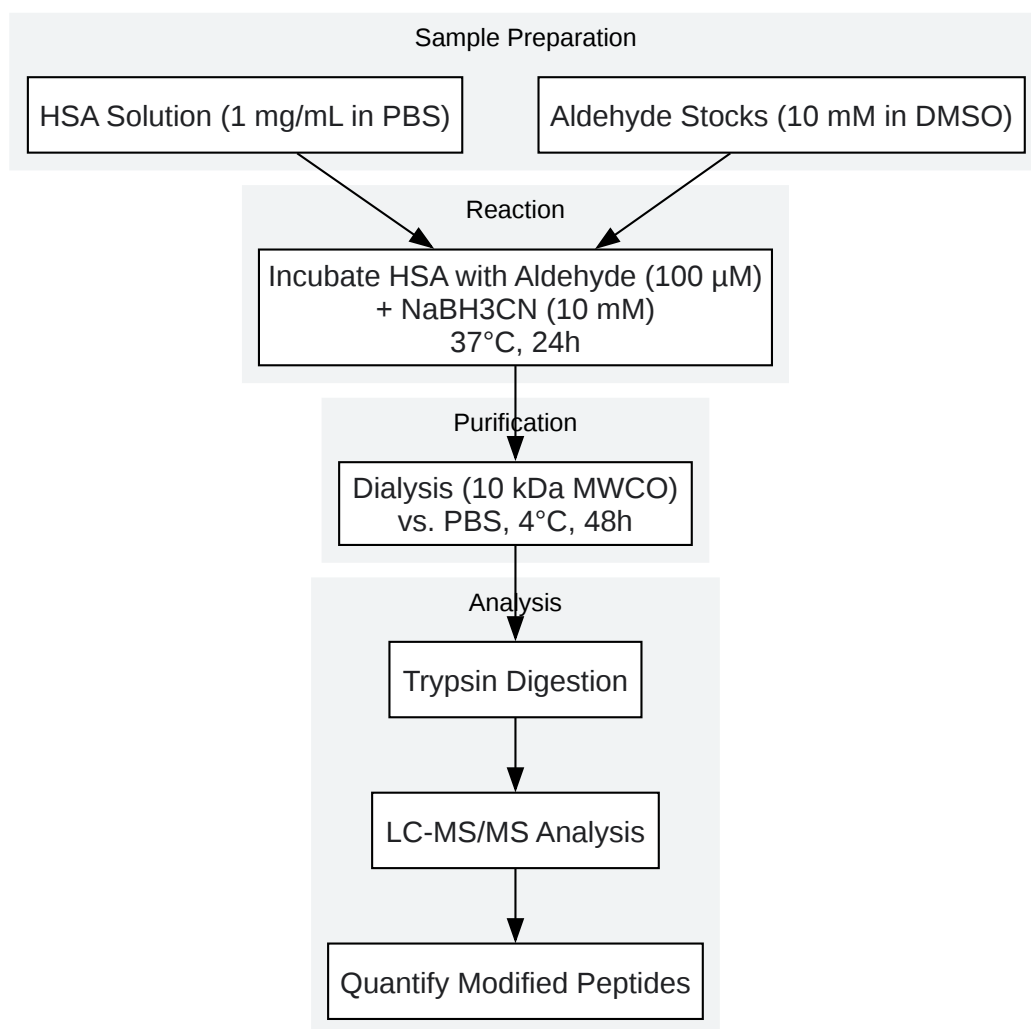 Sample Preparation
HSA Solution (1 mg/mL in PBS)
Aldehyde Stocks (10 mM in DMSO)
Reaction
Incubate HSA with Aldehyde (100 µM)
+ NaBH3CN (10 mM)
37°C, 24h
Purification
Dialysis (10 kDa MWCO)
vs. PBS, 4°C, 48h
Analysis
Trypsin Digestion
LC-MS/MS Analysis
Quantify Modified Peptides